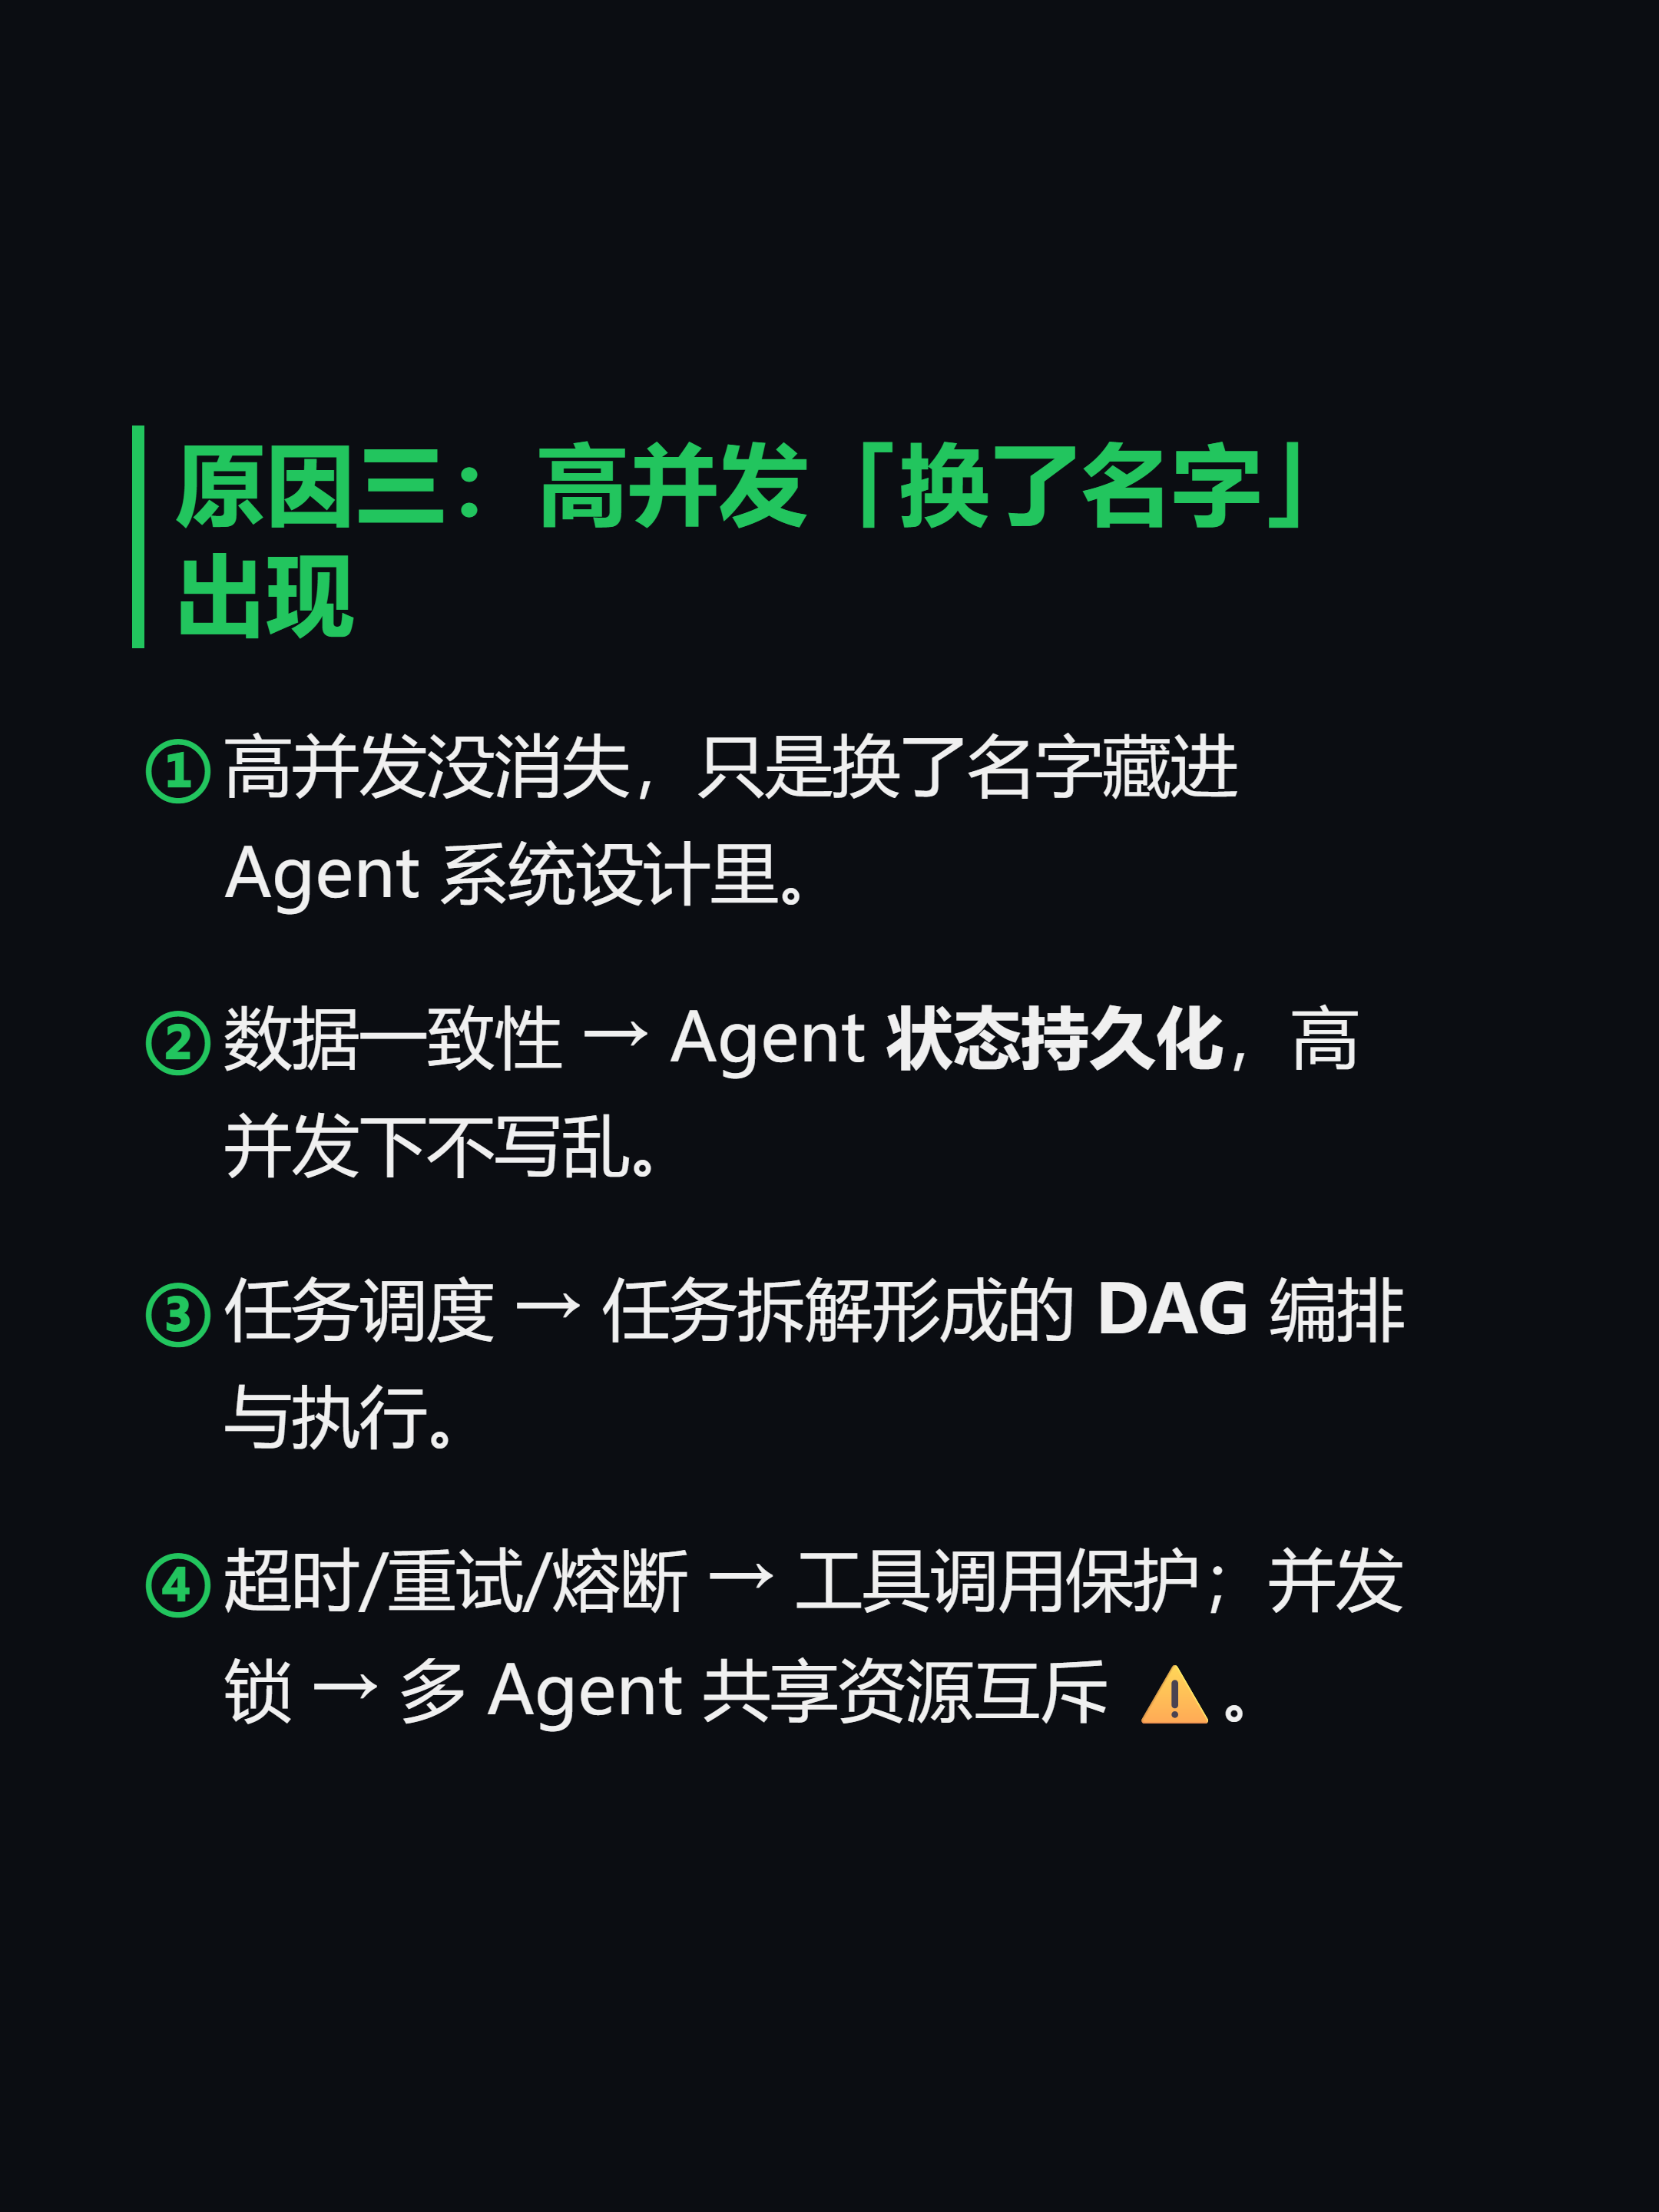 原因三：高并发「换了名字」
出现
①高并发没消失，只是换了名字藏进
Agent 系统设计里。
②数据一致性 → Agent 状态持久化，高
并发下不写乱。
③任务调度 → 任务拆解形成的 DAG 编排
与执行。
④超时/重试/熔断 → 工具调用保护；并发
锁 → 多 Agent 共享资源互斥 ⚠️。